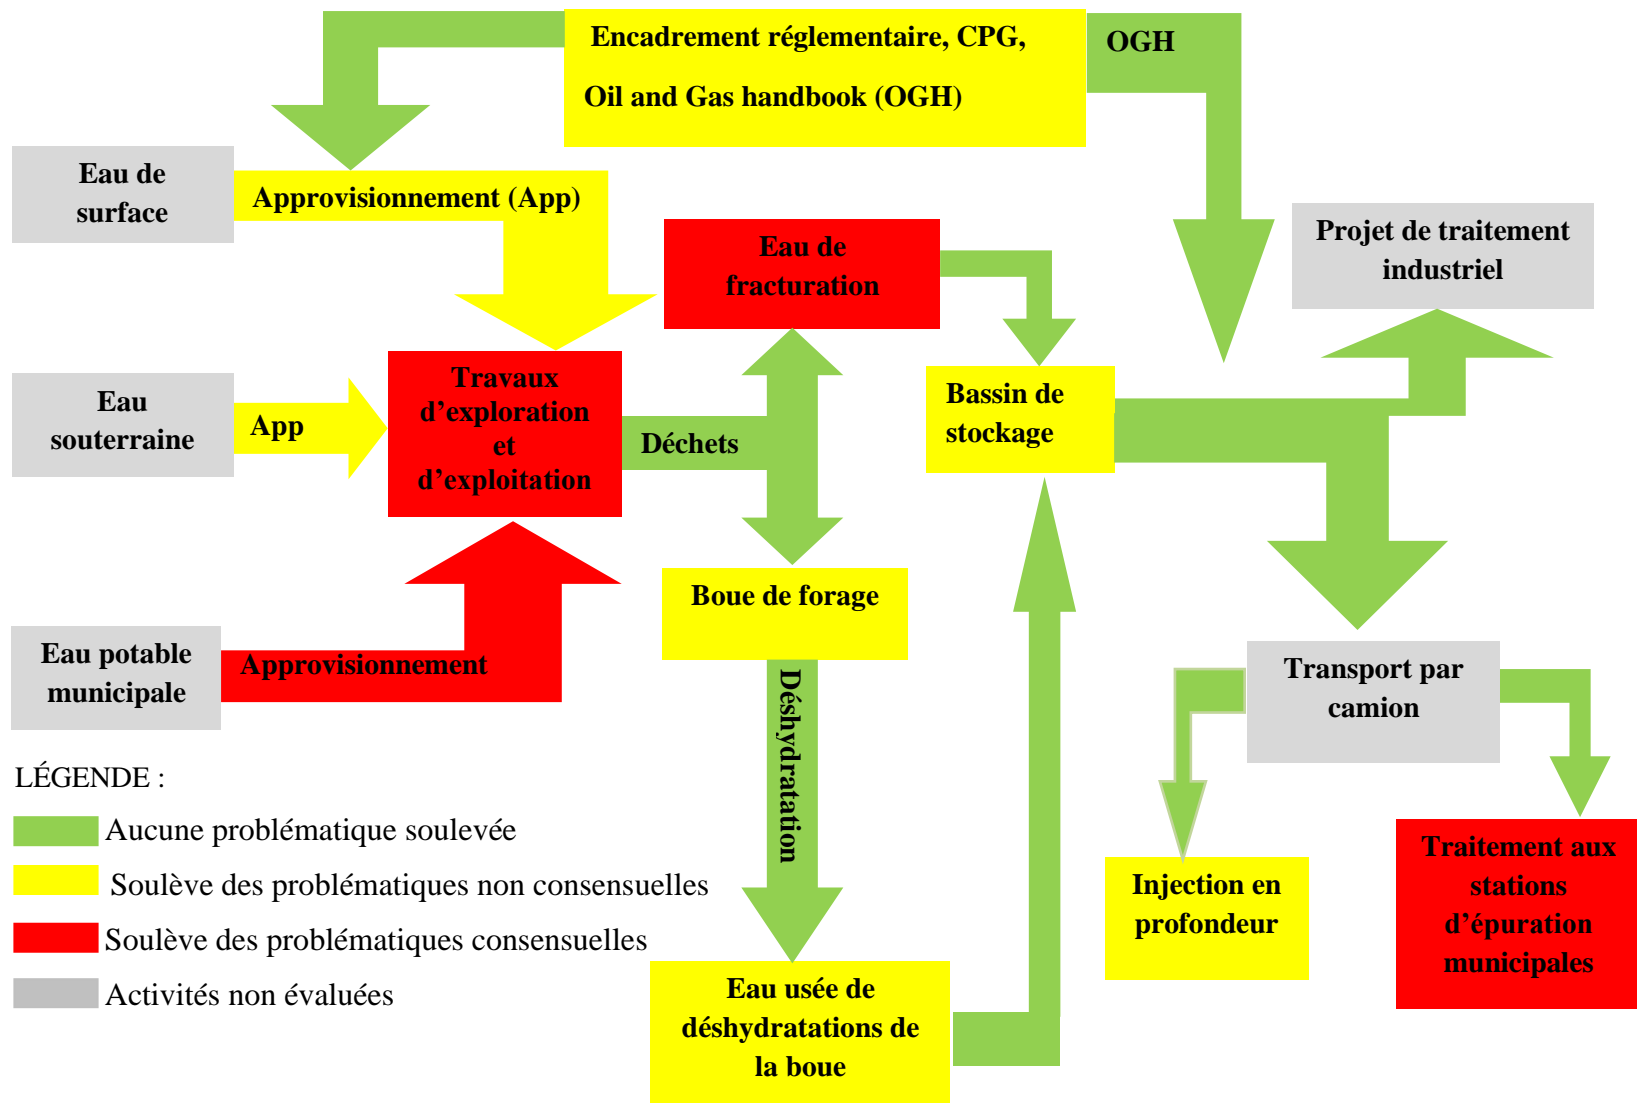 Encadrement réglementaire, CPG,
Oil and Gas handbook (OGH)
OGH
Eau de
surface
Approvisionnement (App)
Eau de
fracturation
Projet de traitement
industriel
Eau
souterraine
App
Travaux
d’exploration
et
d’exploitation
Déchets
Bassin de
stockage
Boue de forage
Eau potable
municipale
Approvisionnement
Déshydratation
Transport par
camion
Injection en
profondeur
Traitement aux
stations
d’épuration
municipales
Eau usée de
déshydratations de
la boue
LÉGENDE :
Aucune problématique soulevée
Soulève des problématiques non consensuelles
Soulève des problématiques consensuelles
Activités non évaluées